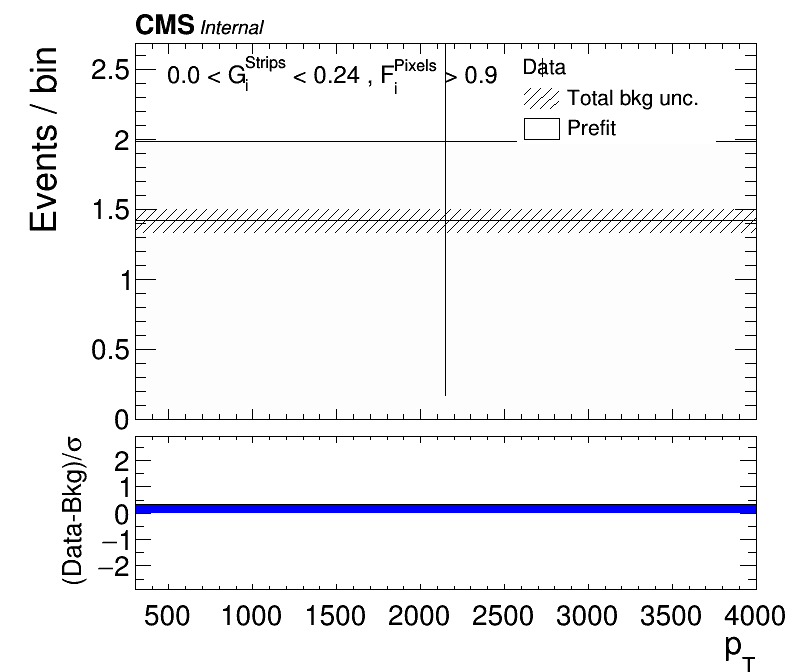 CMS Internal
0.0 < G_i^Strips < 0.24 , F_i^Pixels > 0.9
Data
Total bkg unc.
Prefit
Events / bin
2.5
2
1.5
1
0.5
0
(Data-Bkg)/σ
2
1
0
−1
−2
500 1000 1500 2000 2500 3000 3500 4000
p_T